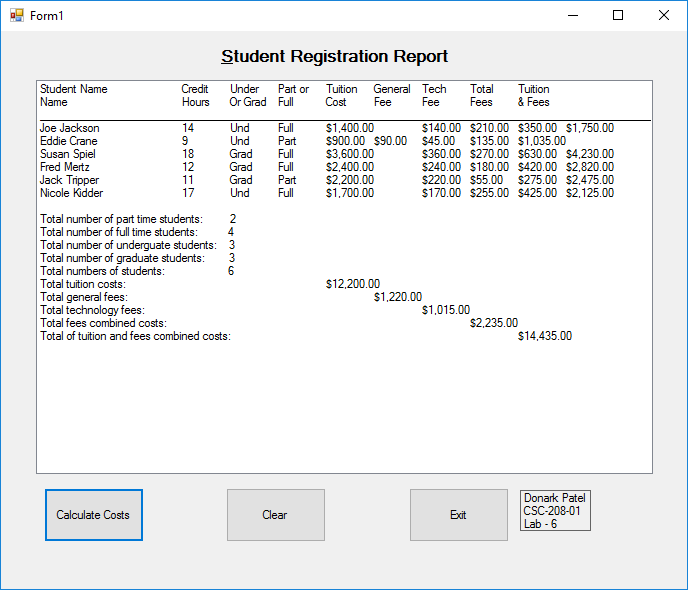 Form1
Student Registration Report
Student Name Credit Under Part or Tuition General Tech Total Tuition
Name Hours Or Grad Full Cost Fee Fee Fees & Fees
Joe Jackson 14 Und Full $1,400.00 $140.00 $210.00 $350.00 $1,750.00
Eddie Crane 9 Und Part $900.00 $90.00 $45.00 $135.00 $1,035.00
Susan Spiel 18 Grad Full $3,600.00 $360.00 $270.00 $630.00 $4,230.00
Fred Mertz 12 Grad Full $2,400.00 $240.00 $180.00 $420.00 $2,820.00
Jack Tripper 11 Grad Part $2,200.00 $220.00 $55.00 $275.00 $2,475.00
Nicole Kidder 17 Und Full $1,700.00 $170.00 $255.00 $425.00 $2,125.00
Total number of part time students: 2
Total number of full time students: 4
Total number of underguate students: 3
Total number of graduate students: 3
Total numbers of students: 6
Total tuition costs: $12,200.00
Total general fees: $1,220.00
Total technology fees: $1,015.00
Total fees combined costs: $2,235.00
Total of tuition and fees combined costs: $14,435.00
Calculate Costs
Clear
Exit
Donark Patel
CSC-208-01
Lab - 6